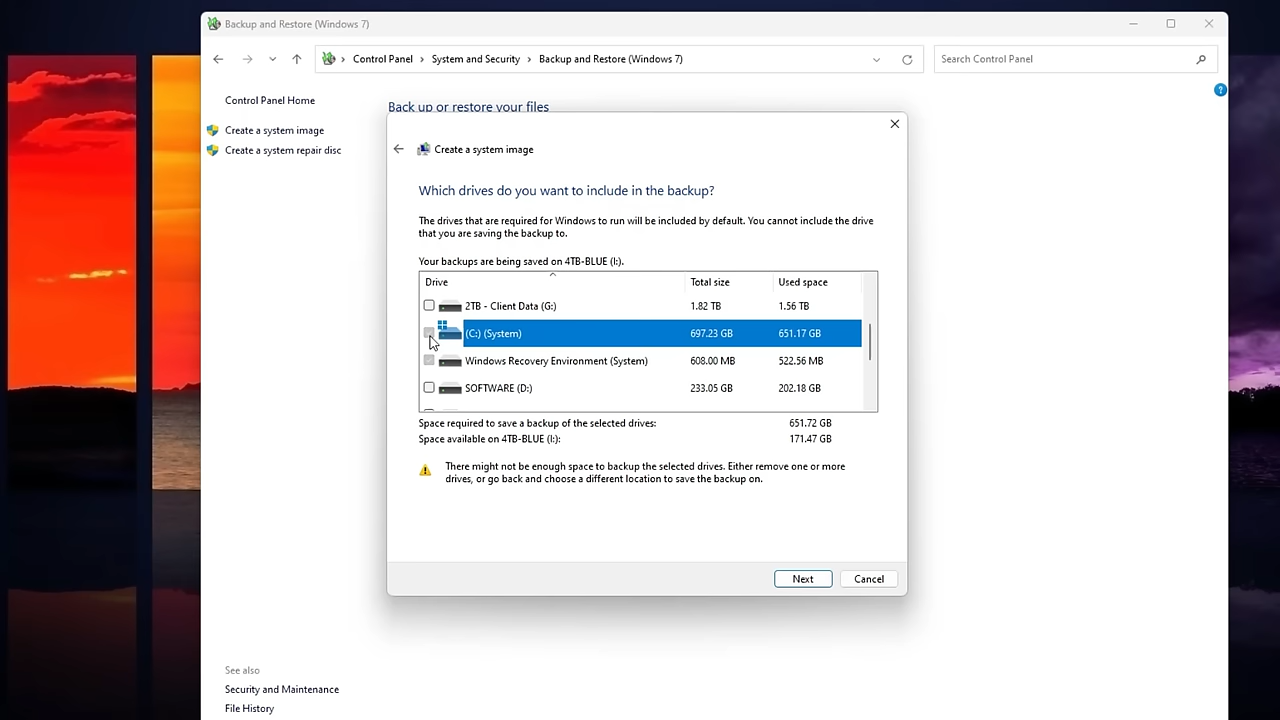 Backup and Restore (Windows 7)
Control Panel > System and Security > Backup and Restore (Windows 7)
Search Control Panel
Control Panel Home
Create a system image
Create a system repair disc
Back up or restore your files
Create a system image
Which drives do you want to include in the backup?
The drives that are required for Windows to run will be included by default. You cannot include the drive
that you are saving the backup to.
Your backups are being saved on 4TB-BLUE (I:).
Drive Total size Used space
2TB - Client Data (G:) 1.82 TB 1.56 TB
(C:) (System) 697.23 GB 651.17 GB
Windows Recovery Environment (System) 608.00 MB 522.56 MB
SOFTWARE (D:) 233.05 GB 202.18 GB
Space required to save a backup of the selected drives: 651.72 GB
Space available on 4TB-BLUE (I:): 171.47 GB
There might not be enough space to backup the selected drives. Either remove one or more
drives, or go back and choose a different location to save the backup on.
Next
Cancel
See also
Security and Maintenance
File History